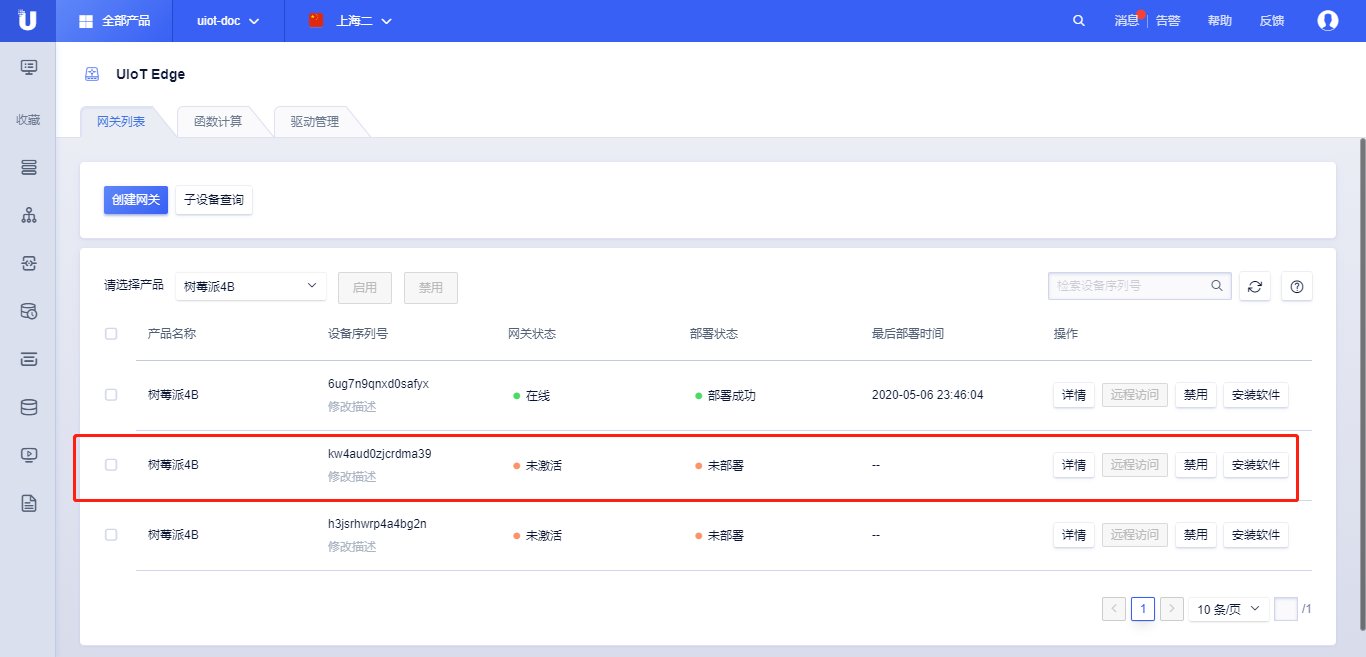 全部产品 uiot-doc 上海二 消息 告警 帮助 反馈
收藏
UIoT Edge
网关列表 函数计算 驱动管理
创建网关 子设备查询
请选择产品 树莓派4B 启用 禁用 检索设备序列号
产品名称 设备序列号 网关状态 部署状态 最后部署时间 操作
树莓派4B 6ug7n9qnxd0safyx 在线 部署成功 2020-05-06 23:46:04 详情 远程访问 禁用 安装软件
修改描述
树莓派4B kw4aud0zjcrdma39 未激活 未部署 -- 详情 远程访问 禁用 安装软件
修改描述
树莓派4B h3jsrhwrp4a4bg2n 未激活 未部署 -- 详情 远程访问 禁用 安装软件
修改描述
1 10 条/页 /1